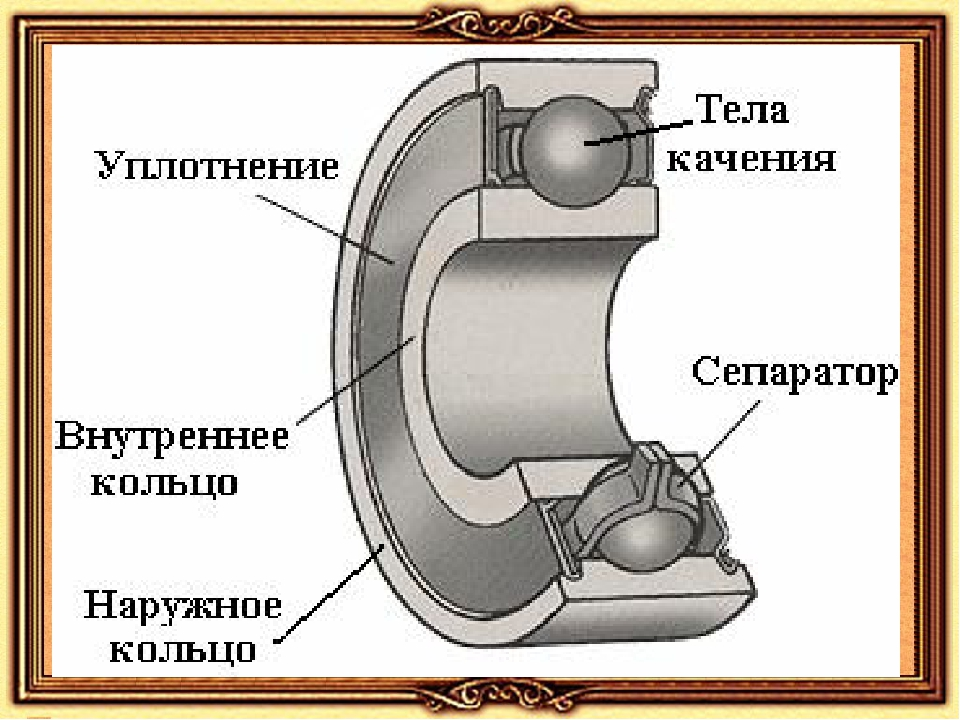 Тела
качения
Уплотнение
Сепаратор
Внутреннее
кольцо
Наружное
кольцо